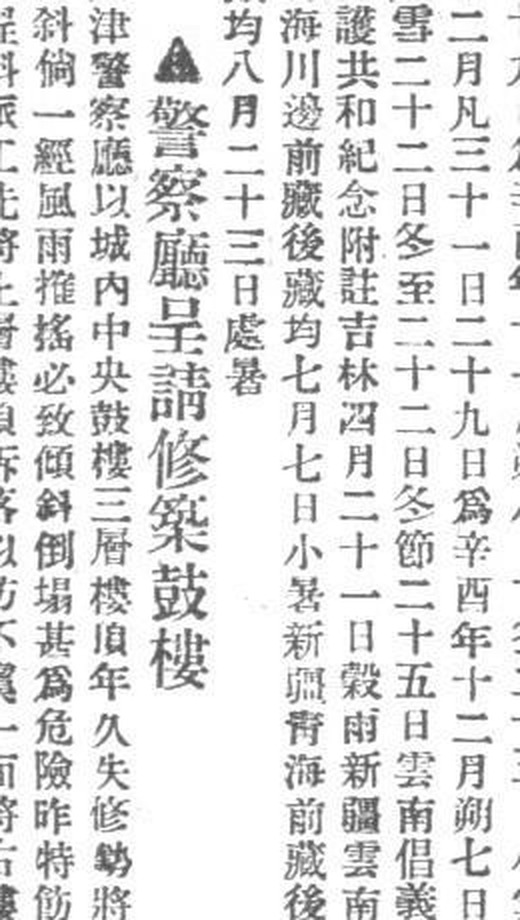 二月凡三十一日二十九日爲辛酉年十二月朔七日
雪二十二日冬至二十二日冬節二十五日雲南倡義
護共和紀念附註吉林四月二十一日穀雨新疆雲南
海川邊前藏後藏均七月七日小暑新疆靑海前藏後
均八月二十三日處暑
▲警察廳呈請修築鼓樓
津警察廳以城內中央鼓樓三層樓頂年久失修勢將
斜倘一經風雨推搖必致傾斜倒塌甚爲危險昨特飭